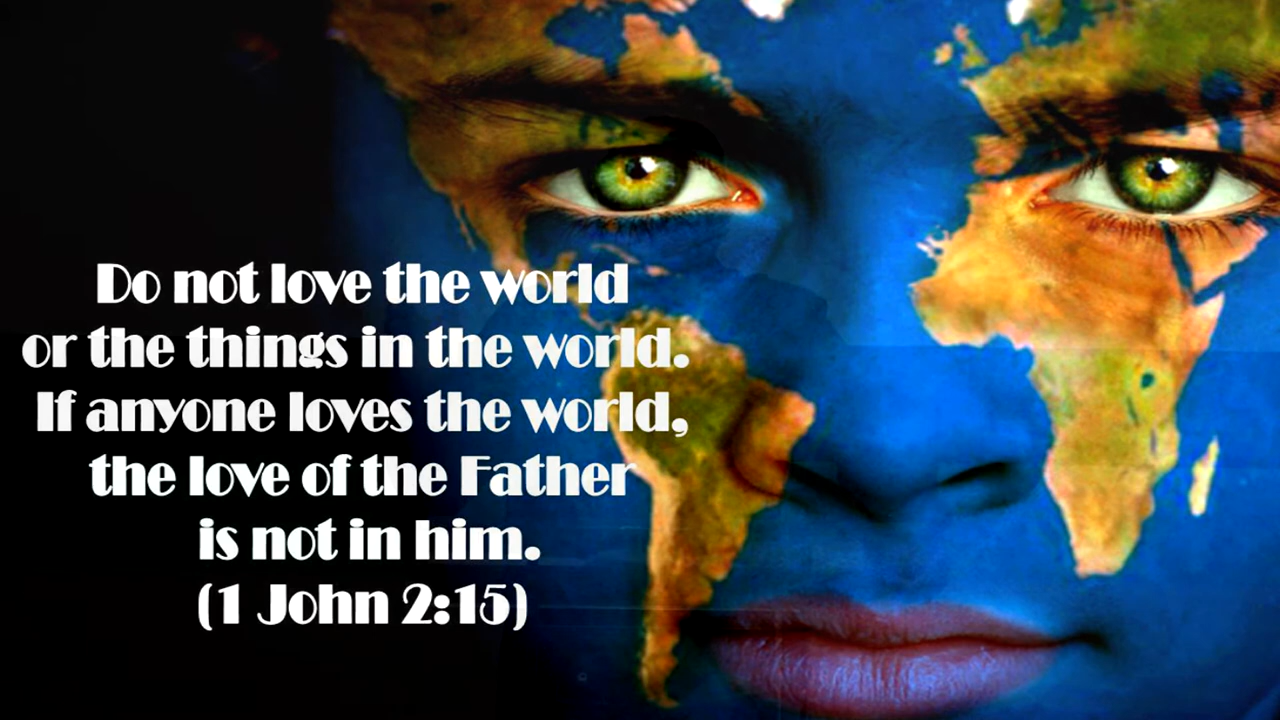 Do not love the world
or the things in the world.
If anyone loves the world,
the love of the Father
is not in him.
(1 John 2:15)